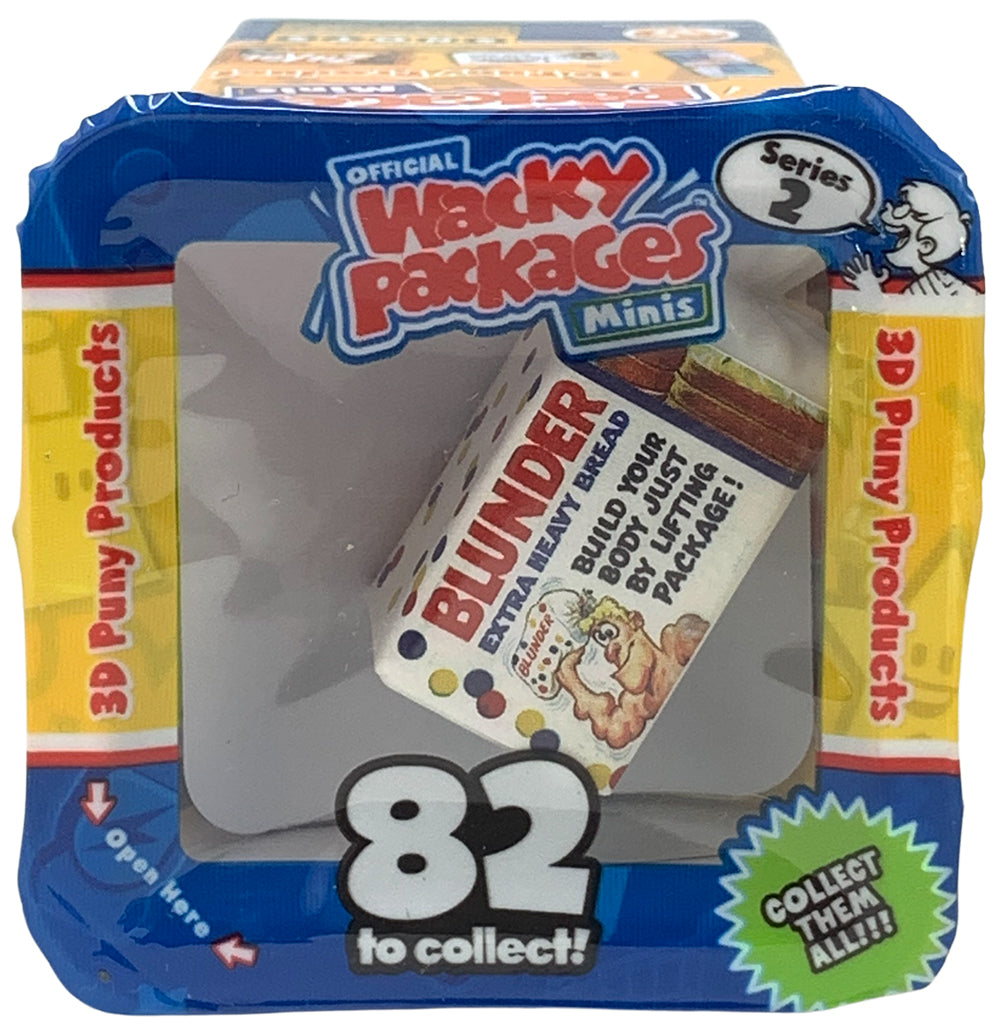 OFFICIAL
Wacky
Packages™
Minis
Series
2
3D Puny Products
3D Puny Products
BLUNDER
EXTRA HEAVY BREAD
BUILD YOUR
BODY JUST
BY LIFTING
PACKAGE!
BLUNDER
82
to collect!
Open Here
COLLECT
THEM
ALL!!!